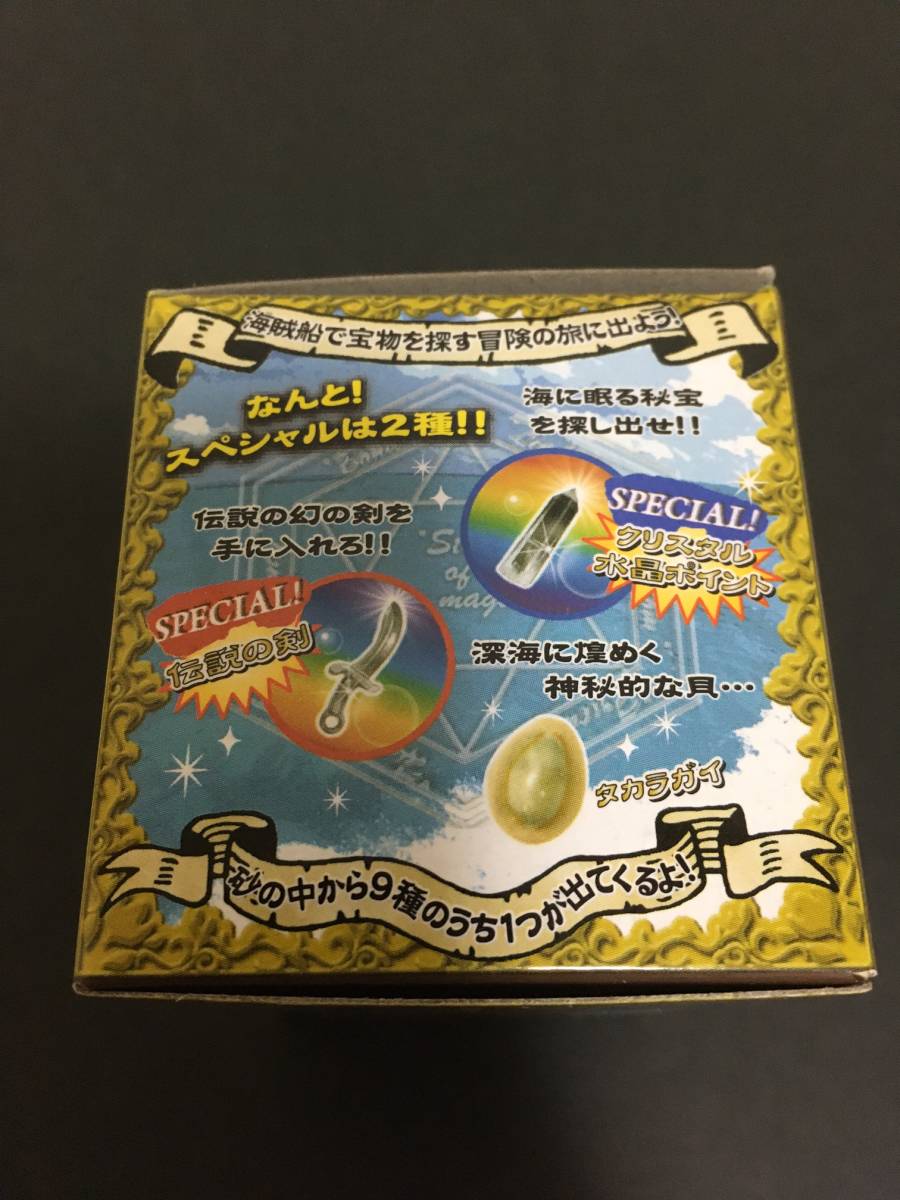 海賊船で宝物を探す冒険の旅に出よう!
なんと!
スペシャルは2種!!
海に眠る秘宝
を探し出せ!!
SPECIAL!
クリスタル
水晶ポイント
伝説の幻の剣を
手に入れろ!!
SPECIAL!
伝説の剣
of
深海に煌めく
神秘的な貝…
タカラガイ
砂の中から9種のうち1つが出てくるよ!